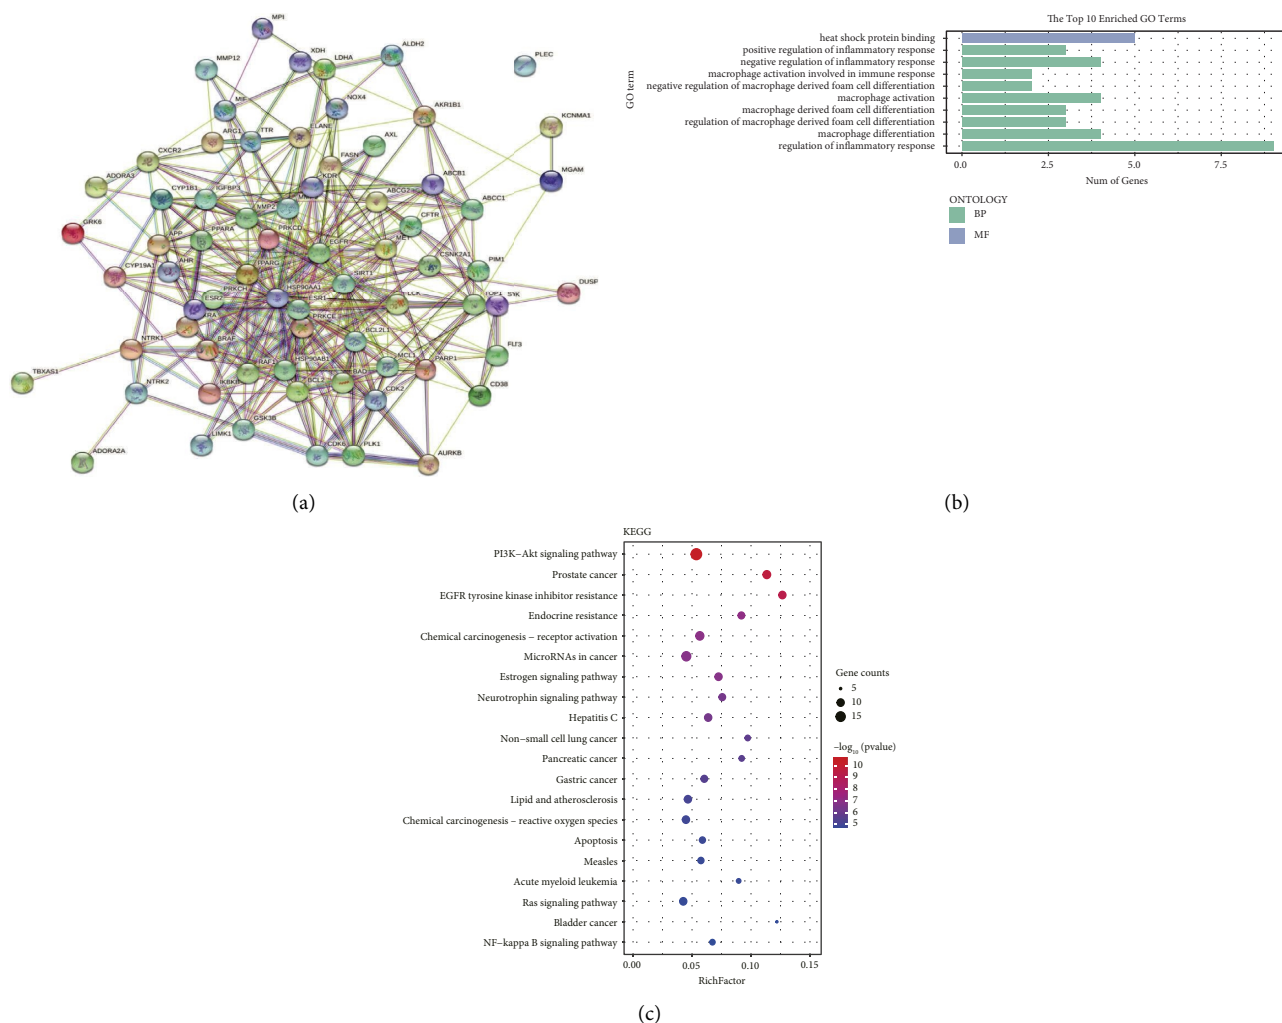 MPI
XDH
LDHA
ALDH2
PLEC
MMP12
MIF
NOX4
AKR1B1
KCNMA1
ARG1
TTR
ELANE
AXL
CXCR2
FASN
MGAM
ADORA3
CYP1B1
IGFBP3
KDR
ABCG2
ABCB1
ABCC1
MMP2
CFTR
GRK6
APP
PPARA
PRKCD
EGFR
MET
CSNK2A1
PIM1
CYP19A1
AHR
PPARG
SIRT1
DUSP
PRKCH
HSP90AA1
ESR2
ESR1
LCK
TOP1
SYK
PRKCE
NTRK1
BRAF
BCL2L1
FLT3
TBXAS1
RAF1
HSP90AB1
MCL1
PARP1
NTRK2
BCL2
BAD
CDK2
CD38
GSK3B
LIMK1
CDK6
PLK1
AURKB
ADORA2A
(a)
The Top 10 Enriched GO Terms
GO term
heat shock protein binding
positive regulation of inflammatory response
negative regulation of inflammatory response
macrophage activation involved in immune response
negative regulation of macrophage derived foam cell differentiation
macrophage activation
macrophage derived foam cell differentiation
regulation of macrophage derived foam cell differentiation
macrophage differentiation
regulation of inflammatory response
0.0 2.5 5.0 7.5
Num of Genes
ONTOLOGY
BP
MF
(b)
KEGG
PI3K−Akt signaling pathway
Prostate cancer
EGFR tyrosine kinase inhibitor resistance
Endocrine resistance
Chemical carcinogenesis − receptor activation
MicroRNAs in cancer
Estrogen signaling pathway
Neurotrophin signaling pathway
Hepatitis C
Non−small cell lung cancer
Pancreatic cancer
Gastric cancer
Lipid and atherosclerosis
Chemical carcinogenesis − reactive oxygen species
Apoptosis
Measles
Acute myeloid leukemia
Ras signaling pathway
Bladder cancer
NF−kappa B signaling pathway
0.00 0.05 0.10 0.15
RichFactor
Gene counts
5
10
15
−log10 (pvalue)
10
9
8
7
6
5
(c)